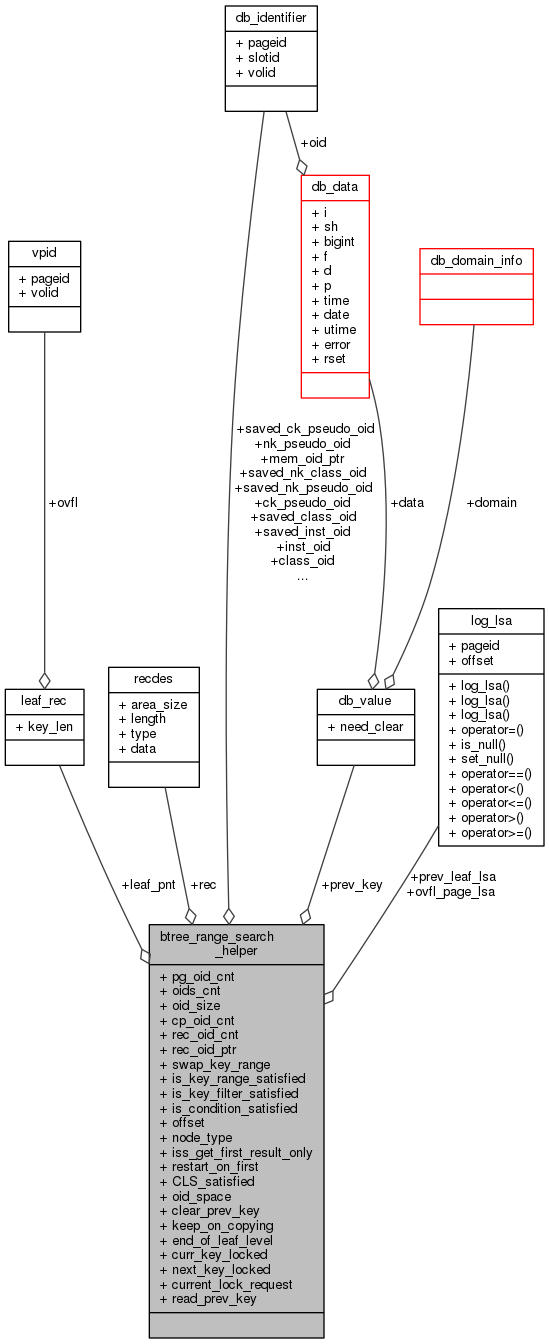 db_identifier
+ pageid
+ slotid
+ volid
+oid
db_data
+ i
+ sh
+ bigint
+ f
+ d
+ p
+ time
+ date
+ utime
+ error
+ rset
vpid
+ pageid
+ volid
db_domain_info
+ovfl
+saved_ck_pseudo_oid
+nk_pseudo_oid
+mem_oid_ptr
+saved_nk_class_oid
+saved_nk_pseudo_oid
+ck_pseudo_oid
+saved_class_oid
+saved_inst_oid
+inst_oid
+class_oid
...
+data
+domain
log_lsa
+ pageid
+ offset
+ log_lsa()
+ log_lsa()
+ log_lsa()
+ operator=()
+ is_null()
+ set_null()
+ operator==()
+ operator<()
+ operator<=()
+ operator>()
+ operator>=()
leaf_rec
+ key_len
recdes
+ area_size
+ length
+ type
+ data
db_value
+ need_clear
+leaf_pnt
+rec
+prev_key
+prev_leaf_lsa
+ovfl_page_lsa
btree_range_search
_helper
+ pg_oid_cnt
+ oids_cnt
+ oid_size
+ cp_oid_cnt
+ rec_oid_cnt
+ rec_oid_ptr
+ swap_key_range
+ is_key_range_satisfied
+ is_key_filter_satisfied
+ is_condition_satisfied
+ offset
+ node_type
+ iss_get_first_result_only
+ restart_on_first
+ CLS_satisfied
+ oid_space
+ clear_prev_key
+ keep_on_copying
+ end_of_leaf_level
+ curr_key_locked
+ next_key_locked
+ current_lock_request
+ read_prev_key